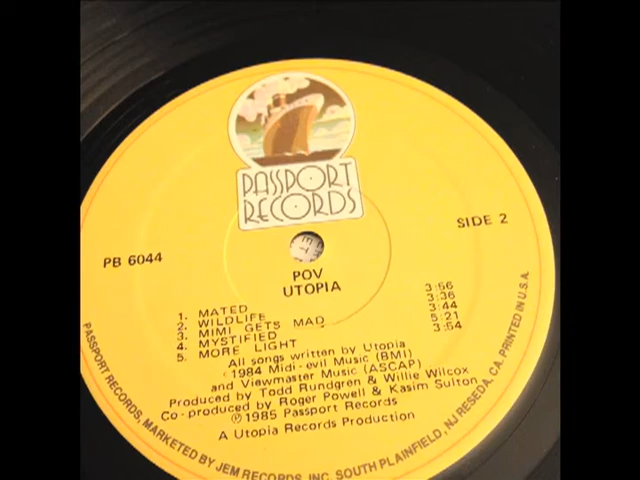 PASSPORT
RECORDS
PB 6044
SIDE 2
POV
UTOPIA
1. MATED 3:56
2. WILDLIFE 3:36
3. MIMI GETS MAD 3:44
4. MYSTIFIED 5:21
5. MORE LIGHT 3:54
All songs written by Utopia
©1984 Midi-evil Music (BMI)
and Viewmaster Music (ASCAP)
Produced by Todd Rundgren & Willie Wilcox
Co-produced by Roger Powell & Kasim Sulton
℗1985 Passport Records
A Utopia Records Production
PASSPORT RECORDS, MARKETED BY JEM RECORDS, INC. SOUTH PLAINFIELD, NJ RESEDA, CA. PRINTED IN U.S.A.